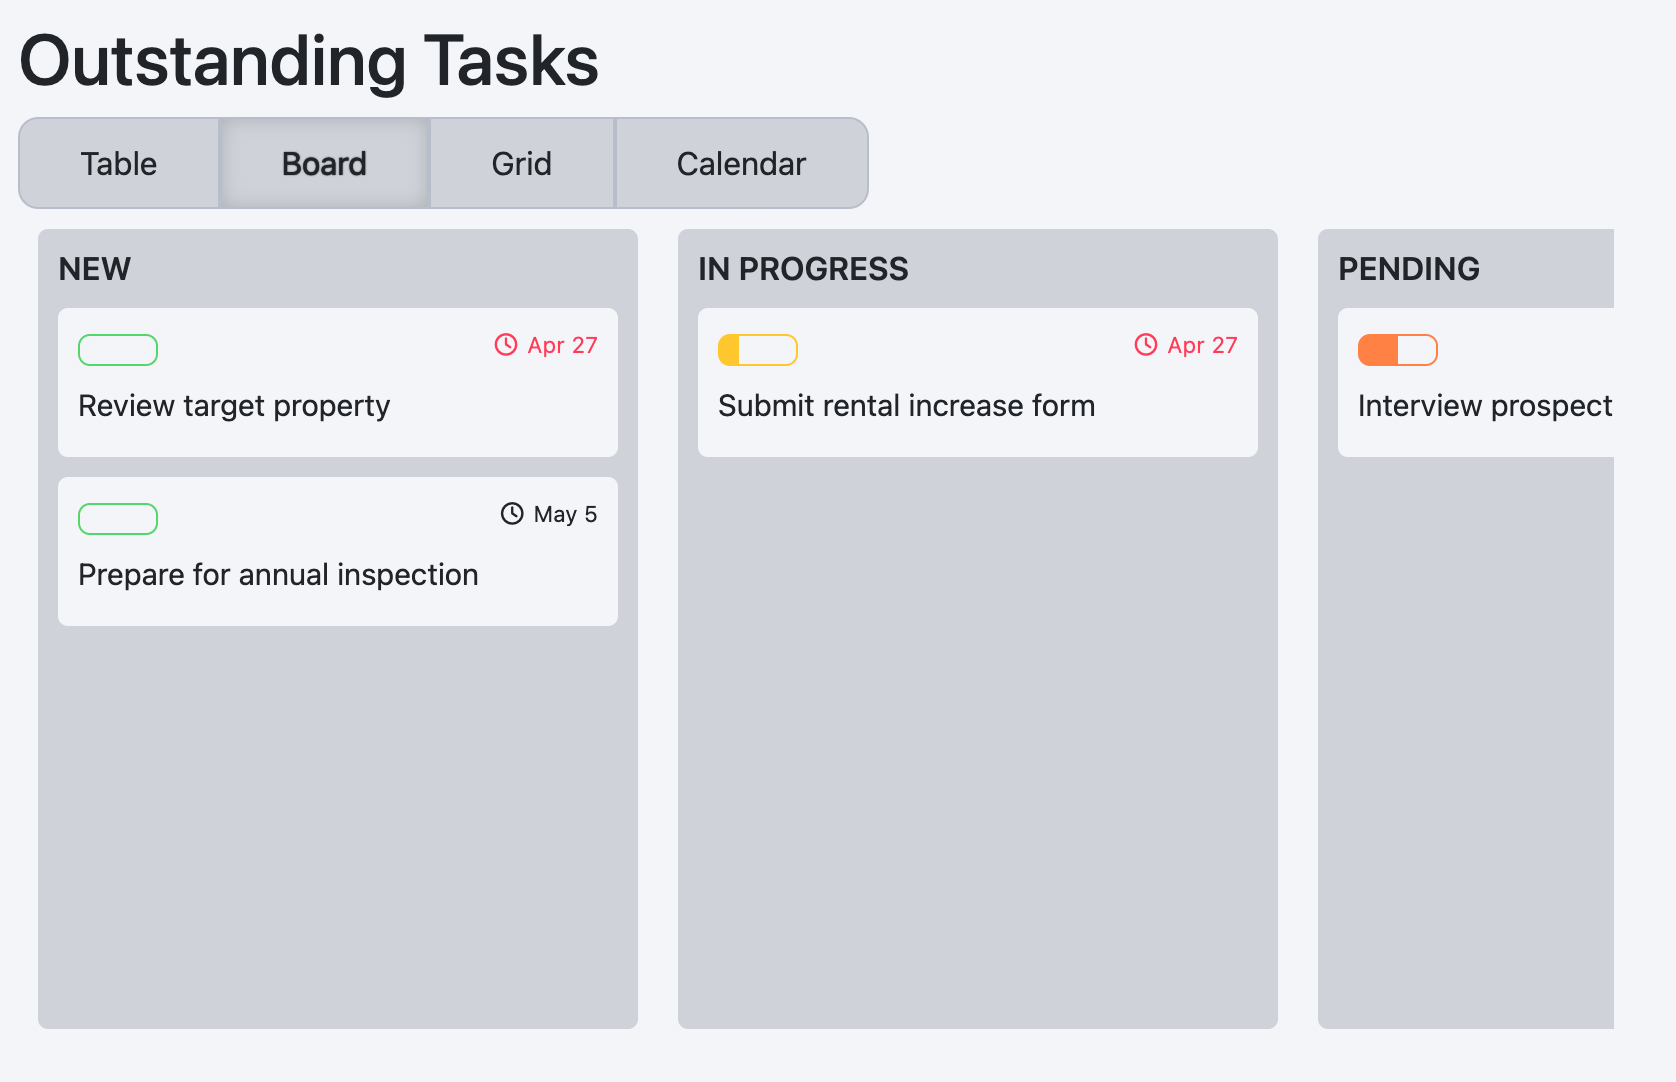 Outstanding Tasks
Table Board Grid Calendar
NEW
Apr 27
Review target property
May 5
Prepare for annual inspection
IN PROGRESS
Apr 27
Submit rental increase form
PENDING
Interview prospect